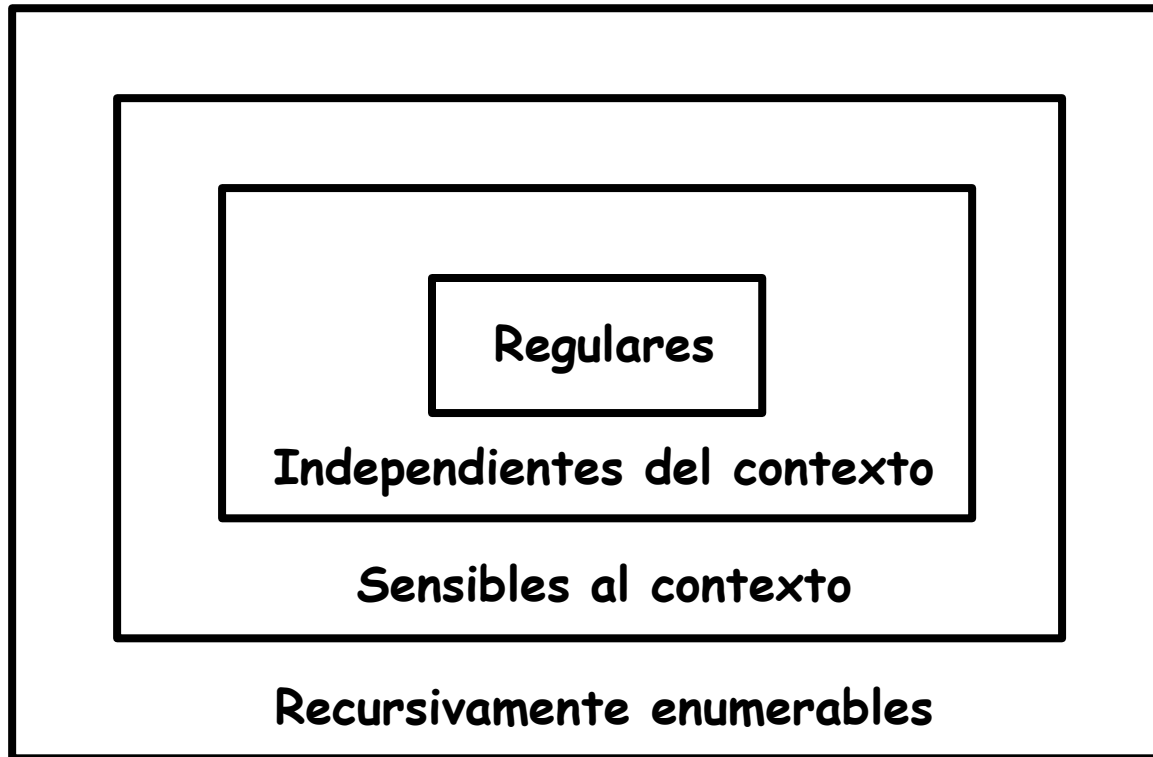 Regulares
Independientes del contexto
Sensibles al contexto
Recursivamente enumerables